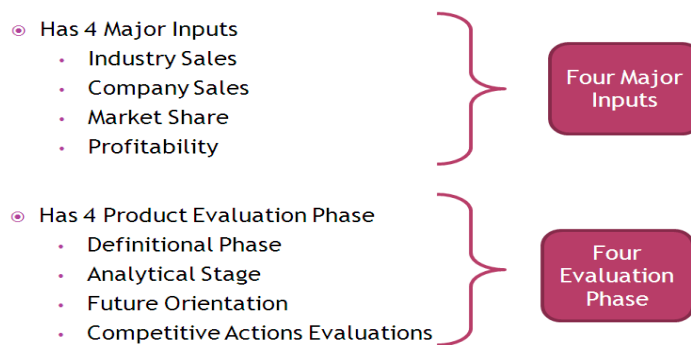 Has 4 Major Inputs
Industry Sales
Company Sales
Market Share
Profitability
Four Major
Inputs
Has 4 Product Evaluation Phase
Definitional Phase
Analytical Stage
Future Orientation
Competitive Actions Evaluations
Four
Evaluation
Phase